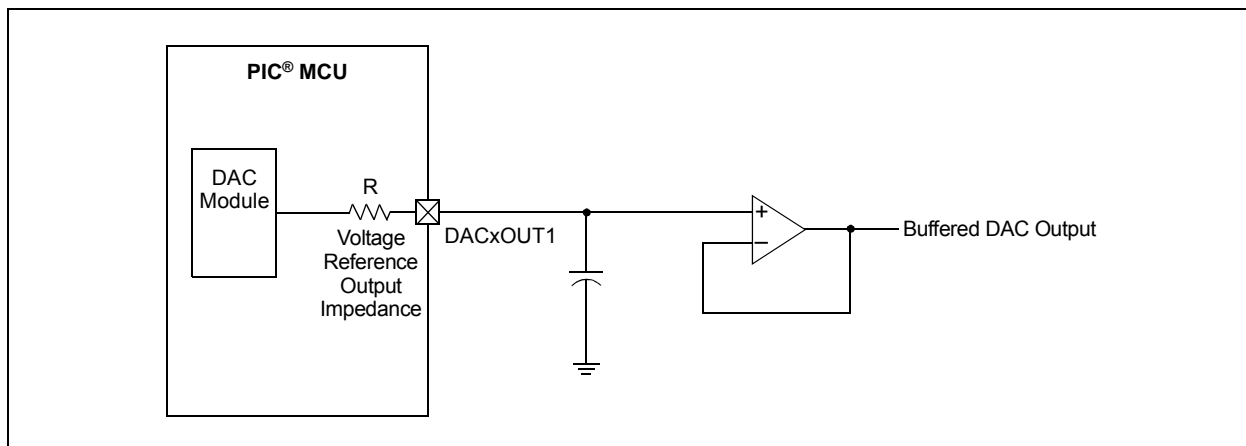 PIC® MCU
DAC
Module
R
Voltage
Reference
Output
Impedance
DACxOUT1
+
–
Buffered DAC Output